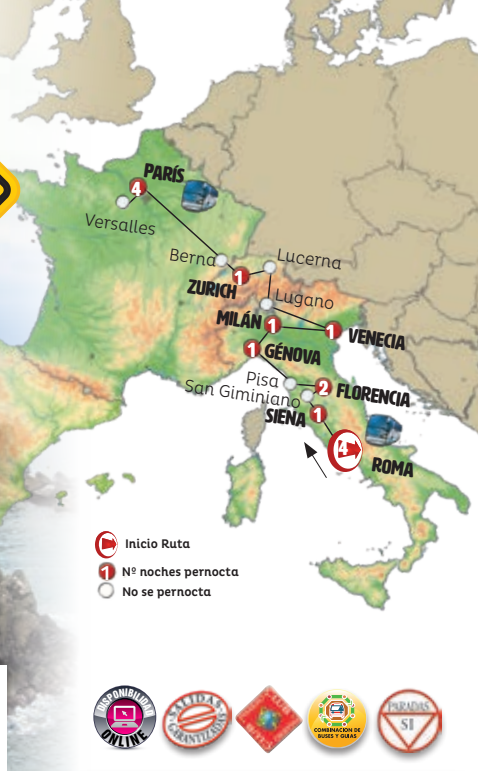 PARÍS
4
Versalles
Berna
Lucerna
1
ZURICH
Lugano
MILÁN 1
1 VENECIA
1 GÉNOVA
Pisa
2 FLORENCIA
San Giminiano
SIENA 1
4
ROMA
Inicio Ruta
1 Nº noches pernocta
No se pernocta
DISPONIBILIDAD
ONLINE
SALIDAS
GARANTIZADAS
COMBINACIÓN DE
BUSES Y GUIAS
PARADAS
SI